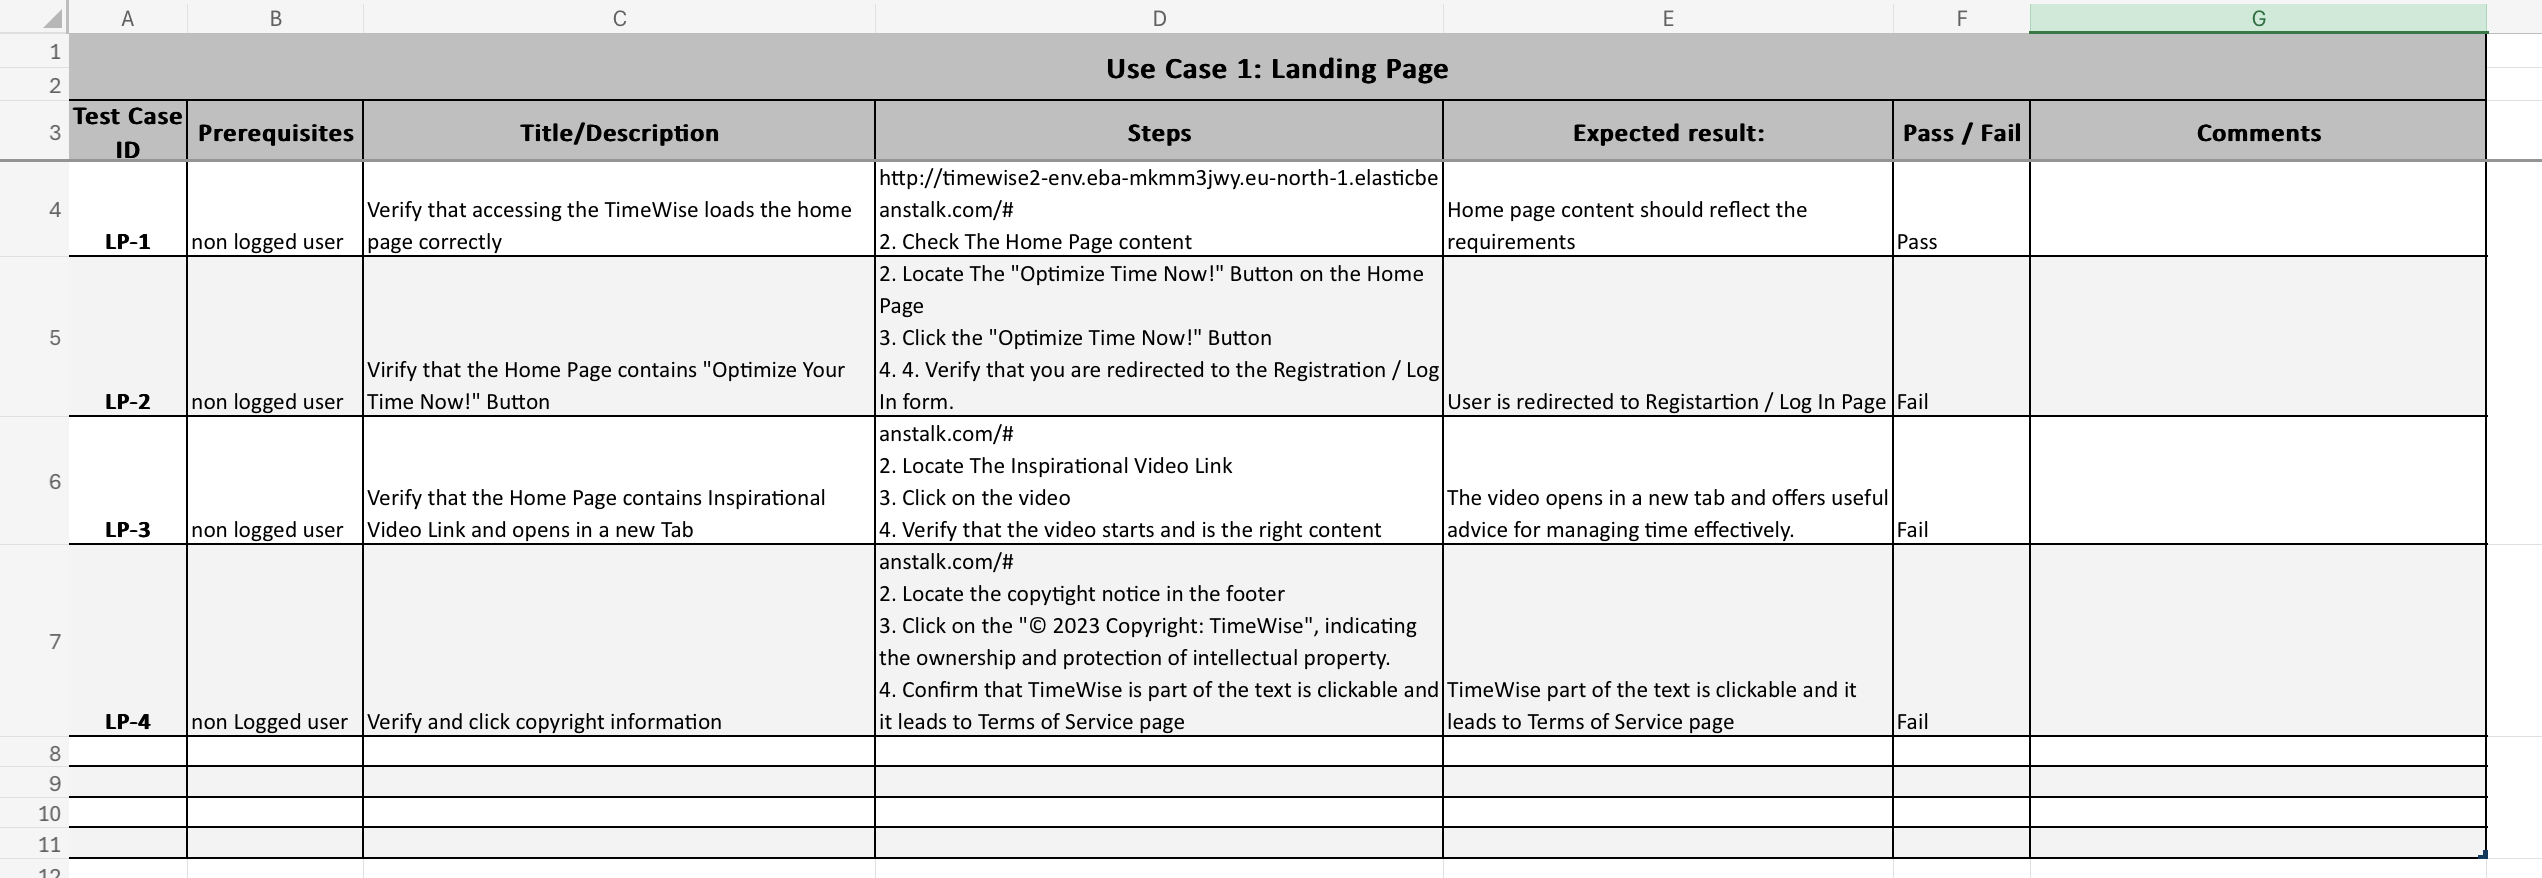 A B C D E F G
1
Use Case 1: Landing Page
2
3
Test Case
ID
Prerequisites
Title/Description
Steps
Expected result:
Pass / Fail
Comments
4
LP-1
non logged user
Verify that accessing the TimeWise loads the home
page correctly
http://timewise2-env.eba-mkmm3jwy.eu-north-1.elasticbe
anstalk.com/#
2. Check The Home Page content
Home page content should reflect the
requirements
Pass
5
LP-2
non logged user
Virify that the Home Page contains "Optimize Your
Time Now!" Button
2. Locate The "Optimize Time Now!" Button on the Home
Page
3. Click the "Optimize Time Now!" Button
4. 4. Verify that you are redirected to the Registration / Log
In form.
User is redirected to Registartion / Log In Page
Fail
6
LP-3
non logged user
Verify that the Home Page contains Inspirational
Video Link and opens in a new Tab
anstalk.com/#
2. Locate The Inspirational Video Link
3. Click on the video
4. Verify that the video starts and is the right content
The video opens in a new tab and offers useful
advice for managing time effectively.
Fail
7
LP-4
non Logged user
Verify and click copyright information
anstalk.com/#
2. Locate the copytight notice in the footer
3. Click on the "© 2023 Copyright: TimeWise", indicating
the ownership and protection of intellectual property.
4. Confirm that TimeWise is part of the text is clickable and
it leads to Terms of Service page
TimeWise part of the text is clickable and it
leads to Terms of Service page
Fail
8
9
10
11
12